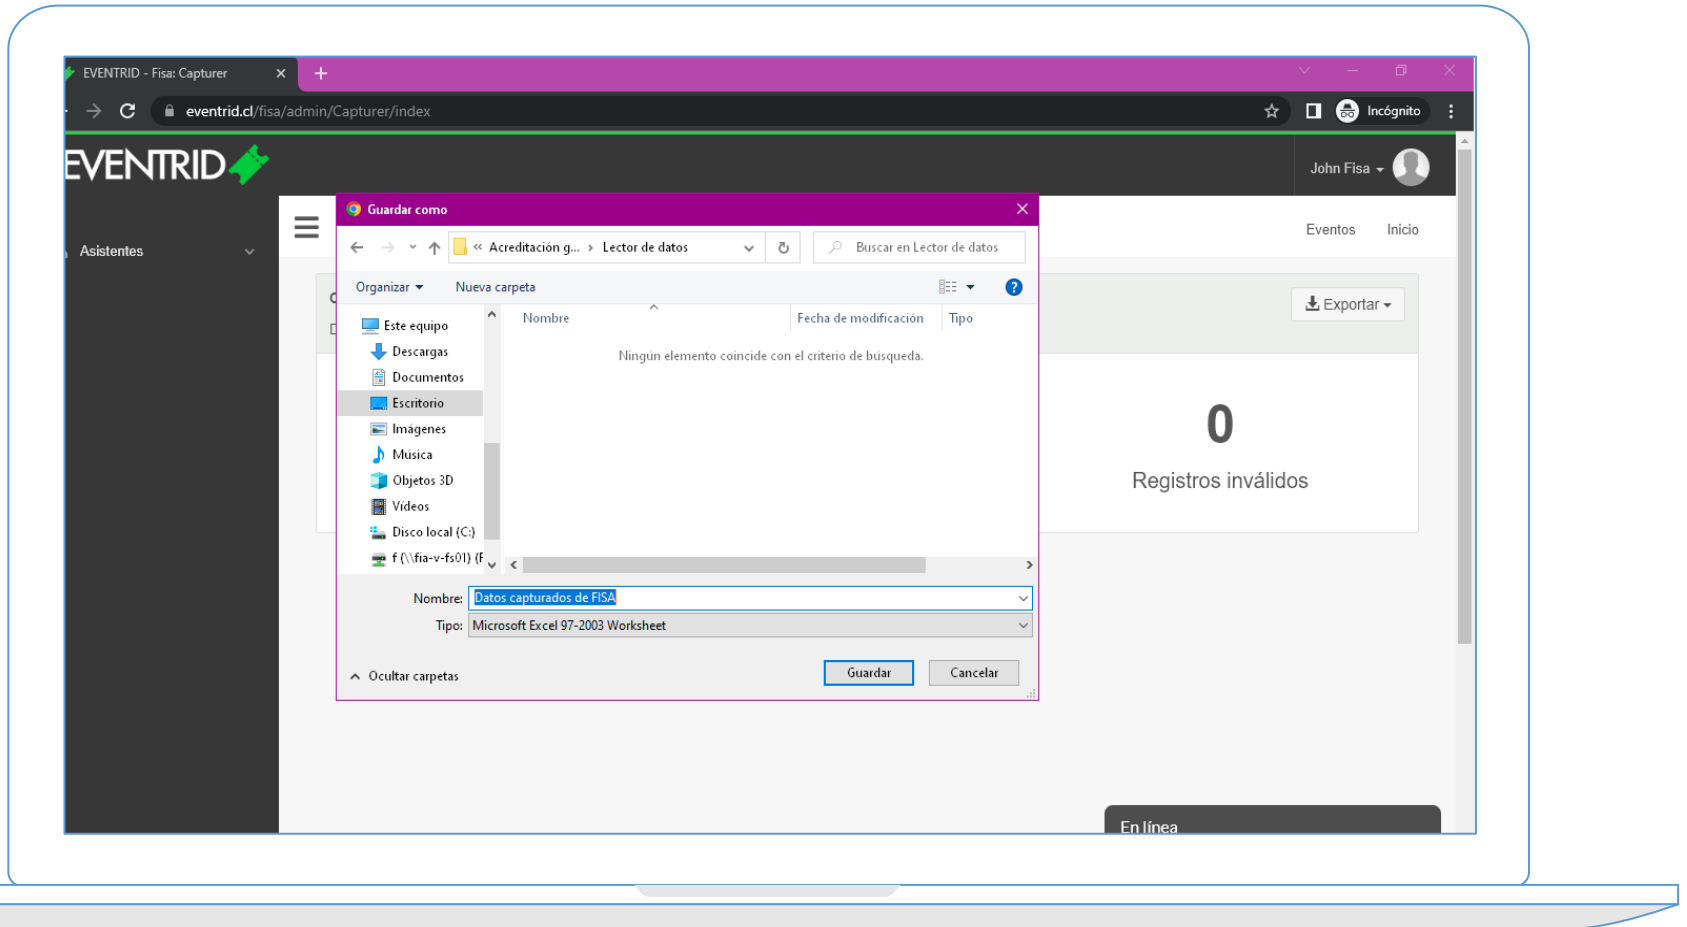 EVENTRID - Fisa: Capturer
eventrid.cl/fisa/admin/Capturer/index
Incógnito
EVENTRID
John Fisa
Asistentes
Eventos Inicio
Exportar
Guardar como
« Acreditación g... › Lector de datos
Buscar en Lector de datos
Organizar
Nueva carpeta
Nombre
Fecha de modificación
Tipo
Ningún elemento coincide con el criterio de búsqueda.
Este equipo
Descargas
Documentos
Escritorio
Imágenes
Música
Objetos 3D
Vídeos
Disco local (C:)
f (\\fia-v-fs01) (F
Nombre: Datos capturados de FISA
Tipo: Microsoft Excel 97-2003 Worksheet
Ocultar carpetas
Guardar
Cancelar
0
Registros inválidos
En línea